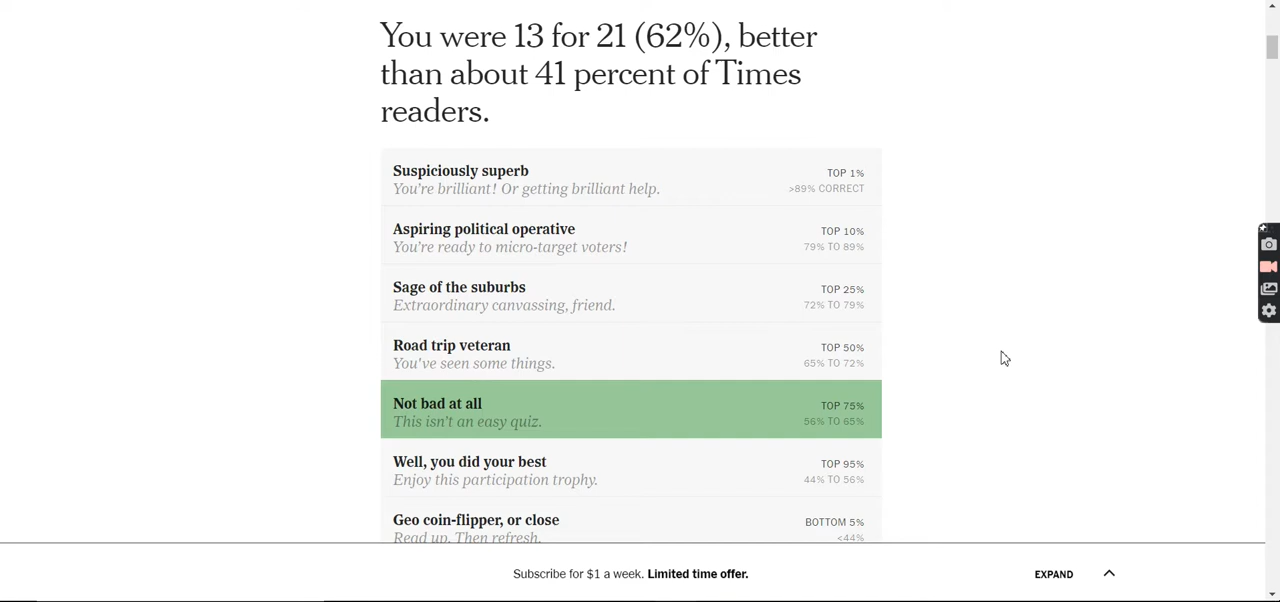 You were 13 for 21 (62%), better
than about 41 percent of Times
readers.
Suspiciously superb
TOP 1%
You're brilliant! Or getting brilliant help.
>89% CORRECT
Aspiring political operative
TOP 10%
You're ready to micro-target voters!
79% TO 89%
Sage of the suburbs
TOP 25%
Extraordinary canvassing, friend.
72% TO 79%
Road trip veteran
TOP 50%
You've seen some things.
65% TO 72%
Not bad at all
TOP 75%
This isn't an easy quiz.
56% TO 65%
Well, you did your best
TOP 95%
Enjoy this participation trophy.
44% TO 56%
Geo coin-flipper, or close
BOTTOM 5%
Read up. Then refresh.
<44%
Subscribe for $1 a week. Limited time offer.
EXPAND